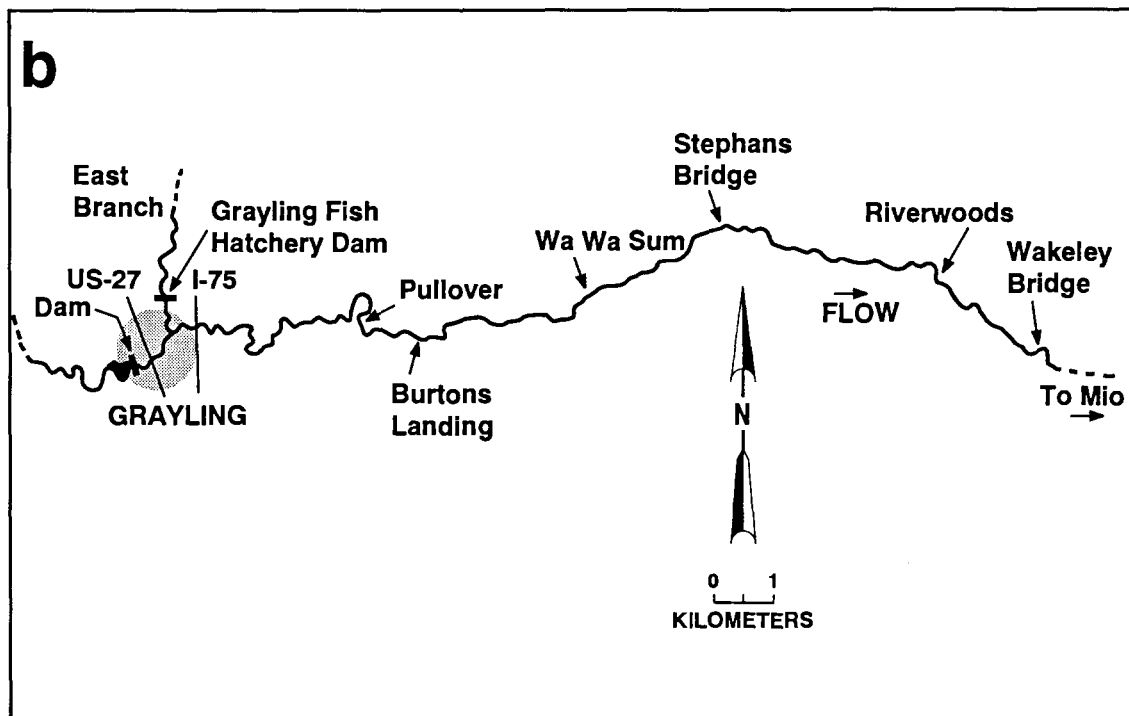 b
East
Branch
Grayling Fish
Hatchery Dam
US-27
I-75
Dam
GRAYLING
Pullover
Burtons
Landing
Wa Wa Sum
Stephans
Bridge
Riverwoods
Wakeley
Bridge
FLOW
To Mio
N
0 1
KILOMETERS